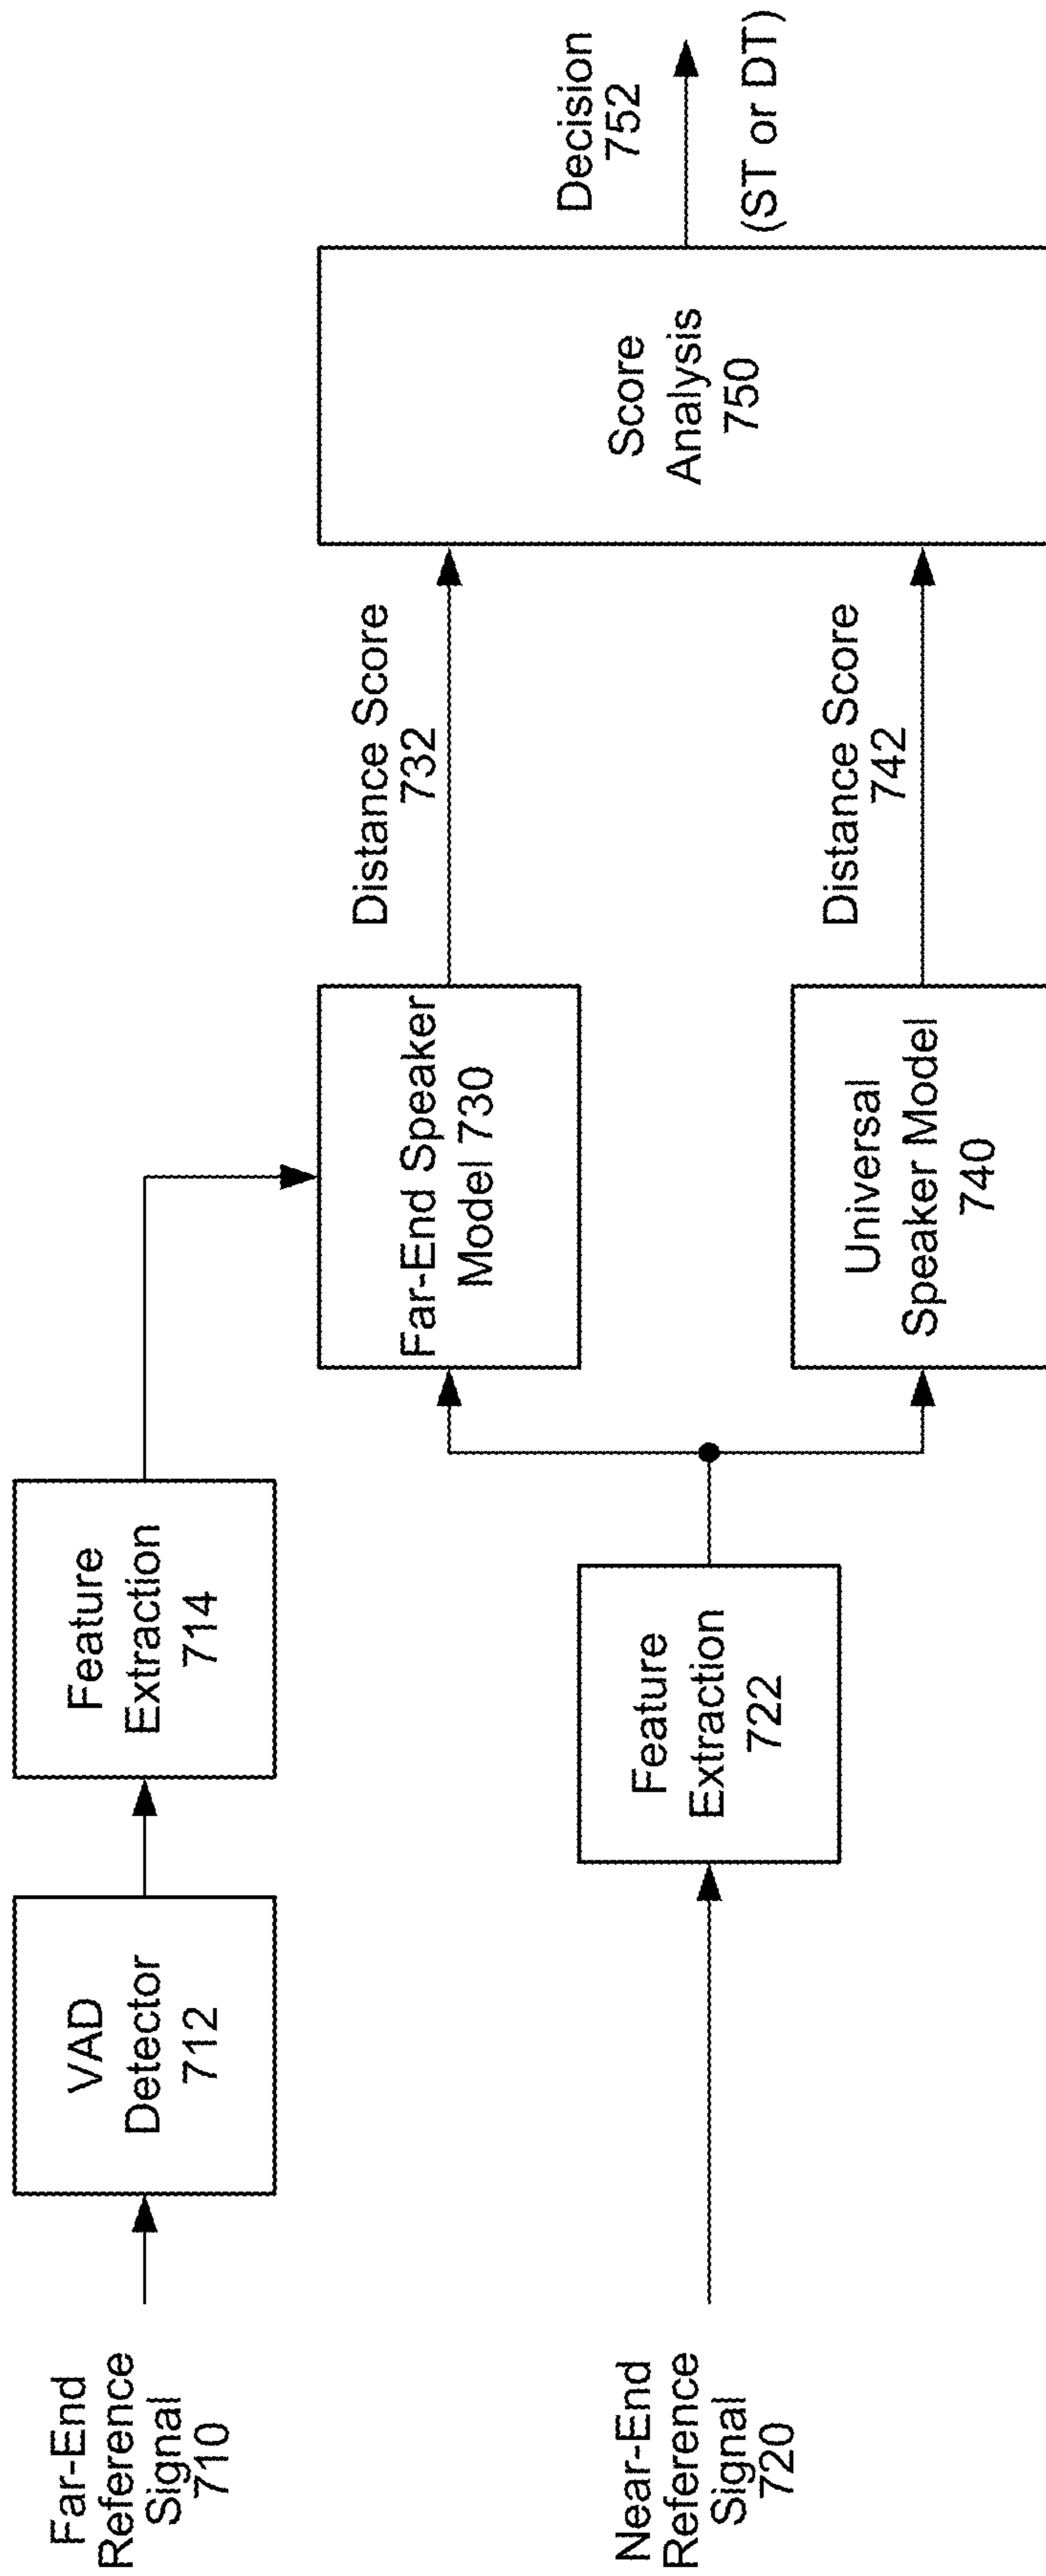 Far-End
Reference
Signal
710
VAD
Detector
712
Feature
Extraction
714
Near-End
Reference
Signal
720
Feature
Extraction
722
Far-End Speaker
Model 730
Universal
Speaker Model
740
Distance Score
732
Distance Score
742
Score
Analysis
750
Decision
752
(ST or DT)